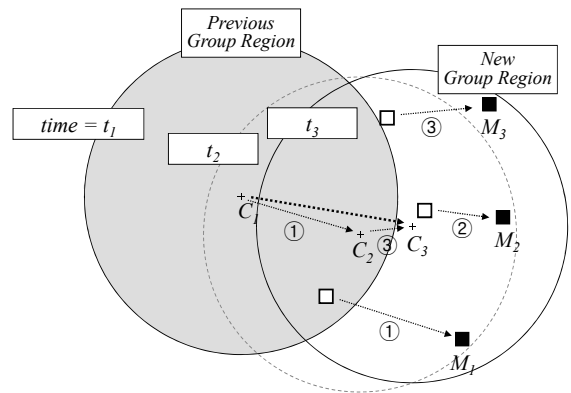 Previous
Group Region
New
Group Region
time = t1
t2
t3
③
M3
C1
①
C2
③
C3
②
M2
①
M1